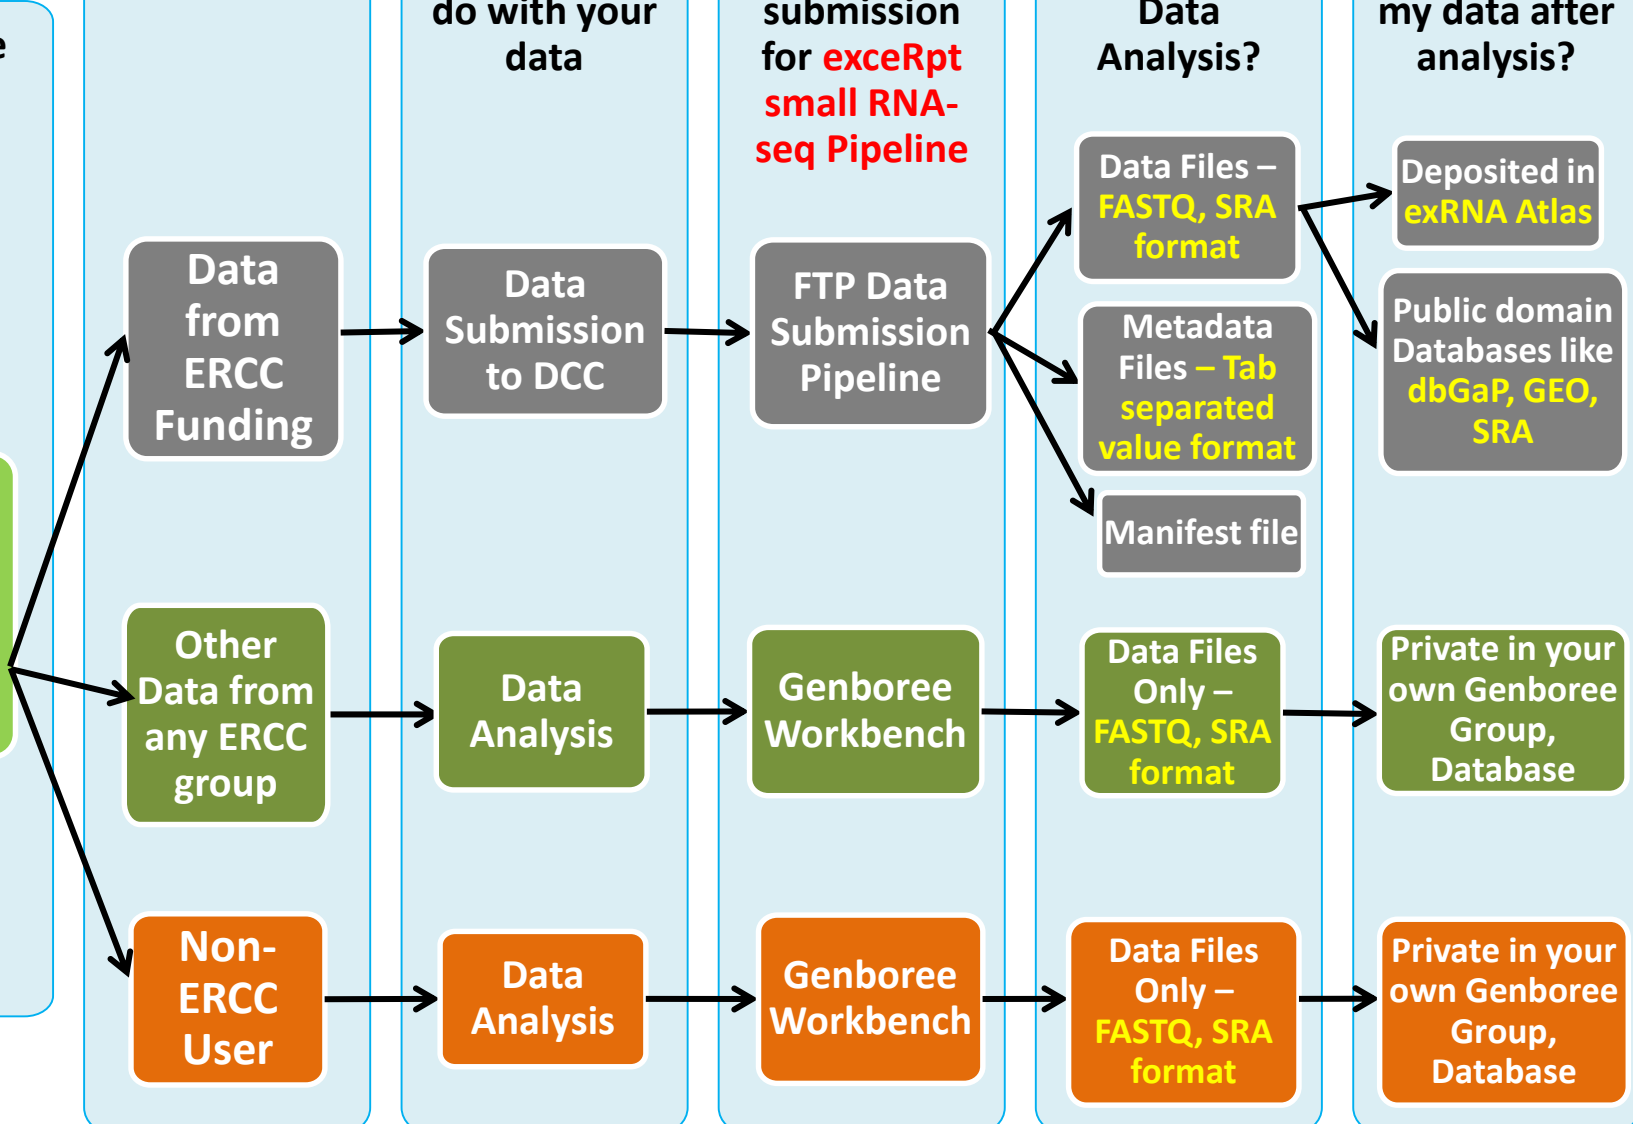 e
do with your
data
submission
for exceRpt
small RNA-
seq Pipeline
Data
Analysis?
my data after
analysis?
Data
from
ERCC
Funding
Data
Submission
to DCC
FTP Data
Submission
Pipeline
Data Files –
FASTQ, SRA
format
Metadata
Files – Tab
separated
value format
Manifest file
Deposited in
exRNA Atlas
Public domain
Databases like
dbGaP, GEO,
SRA
Other
Data from
any ERCC
group
Data
Analysis
Genboree
Workbench
Data Files
Only –
FASTQ, SRA
format
Private in your
own Genboree
Group,
Database
Non-
ERCC
User
Data
Analysis
Genboree
Workbench
Data Files
Only –
FASTQ, SRA
format
Private in your
own Genboree
Group,
Database